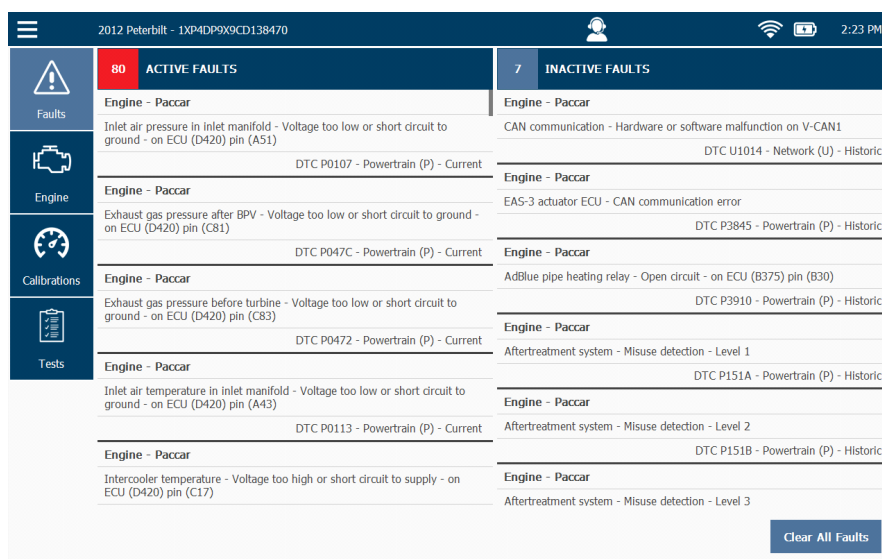 2012 Peterbilt - 1XP4DP9X9CD138470
2:23 PM
Faults
Engine
Calibrations
Tests
80 ACTIVE FAULTS
Engine - Paccar
Inlet air pressure in inlet manifold - Voltage too low or short circuit to
ground - on ECU (D420) pin (A51)
DTC P0107 - Powertrain (P) - Current
Engine - Paccar
Exhaust gas pressure after BPV - Voltage too low or short circuit to ground -
on ECU (D420) pin (C81)
DTC P047C - Powertrain (P) - Current
Engine - Paccar
Exhaust gas pressure before turbine - Voltage too low or short circuit to
ground - on ECU (D420) pin (C83)
DTC P0472 - Powertrain (P) - Current
Engine - Paccar
Inlet air temperature in inlet manifold - Voltage too low or short circuit to
ground - on ECU (D420) pin (A43)
DTC P0113 - Powertrain (P) - Current
Engine - Paccar
Intercooler temperature - Voltage too high or short circuit to supply - on
ECU (D420) pin (C17)
7 INACTIVE FAULTS
Engine - Paccar
CAN communication - Hardware or software malfunction on V-CAN1
DTC U1014 - Network (U) - Historic
Engine - Paccar
EAS-3 actuator ECU - CAN communication error
DTC P3845 - Powertrain (P) - Historic
Engine - Paccar
AdBlue pipe heating relay - Open circuit - on ECU (B375) pin (B30)
DTC P3910 - Powertrain (P) - Historic
Engine - Paccar
Aftertreatment system - Misuse detection - Level 1
DTC P151A - Powertrain (P) - Historic
Engine - Paccar
Aftertreatment system - Misuse detection - Level 2
DTC P151B - Powertrain (P) - Historic
Engine - Paccar
Aftertreatment system - Misuse detection - Level 3
Clear All Faults